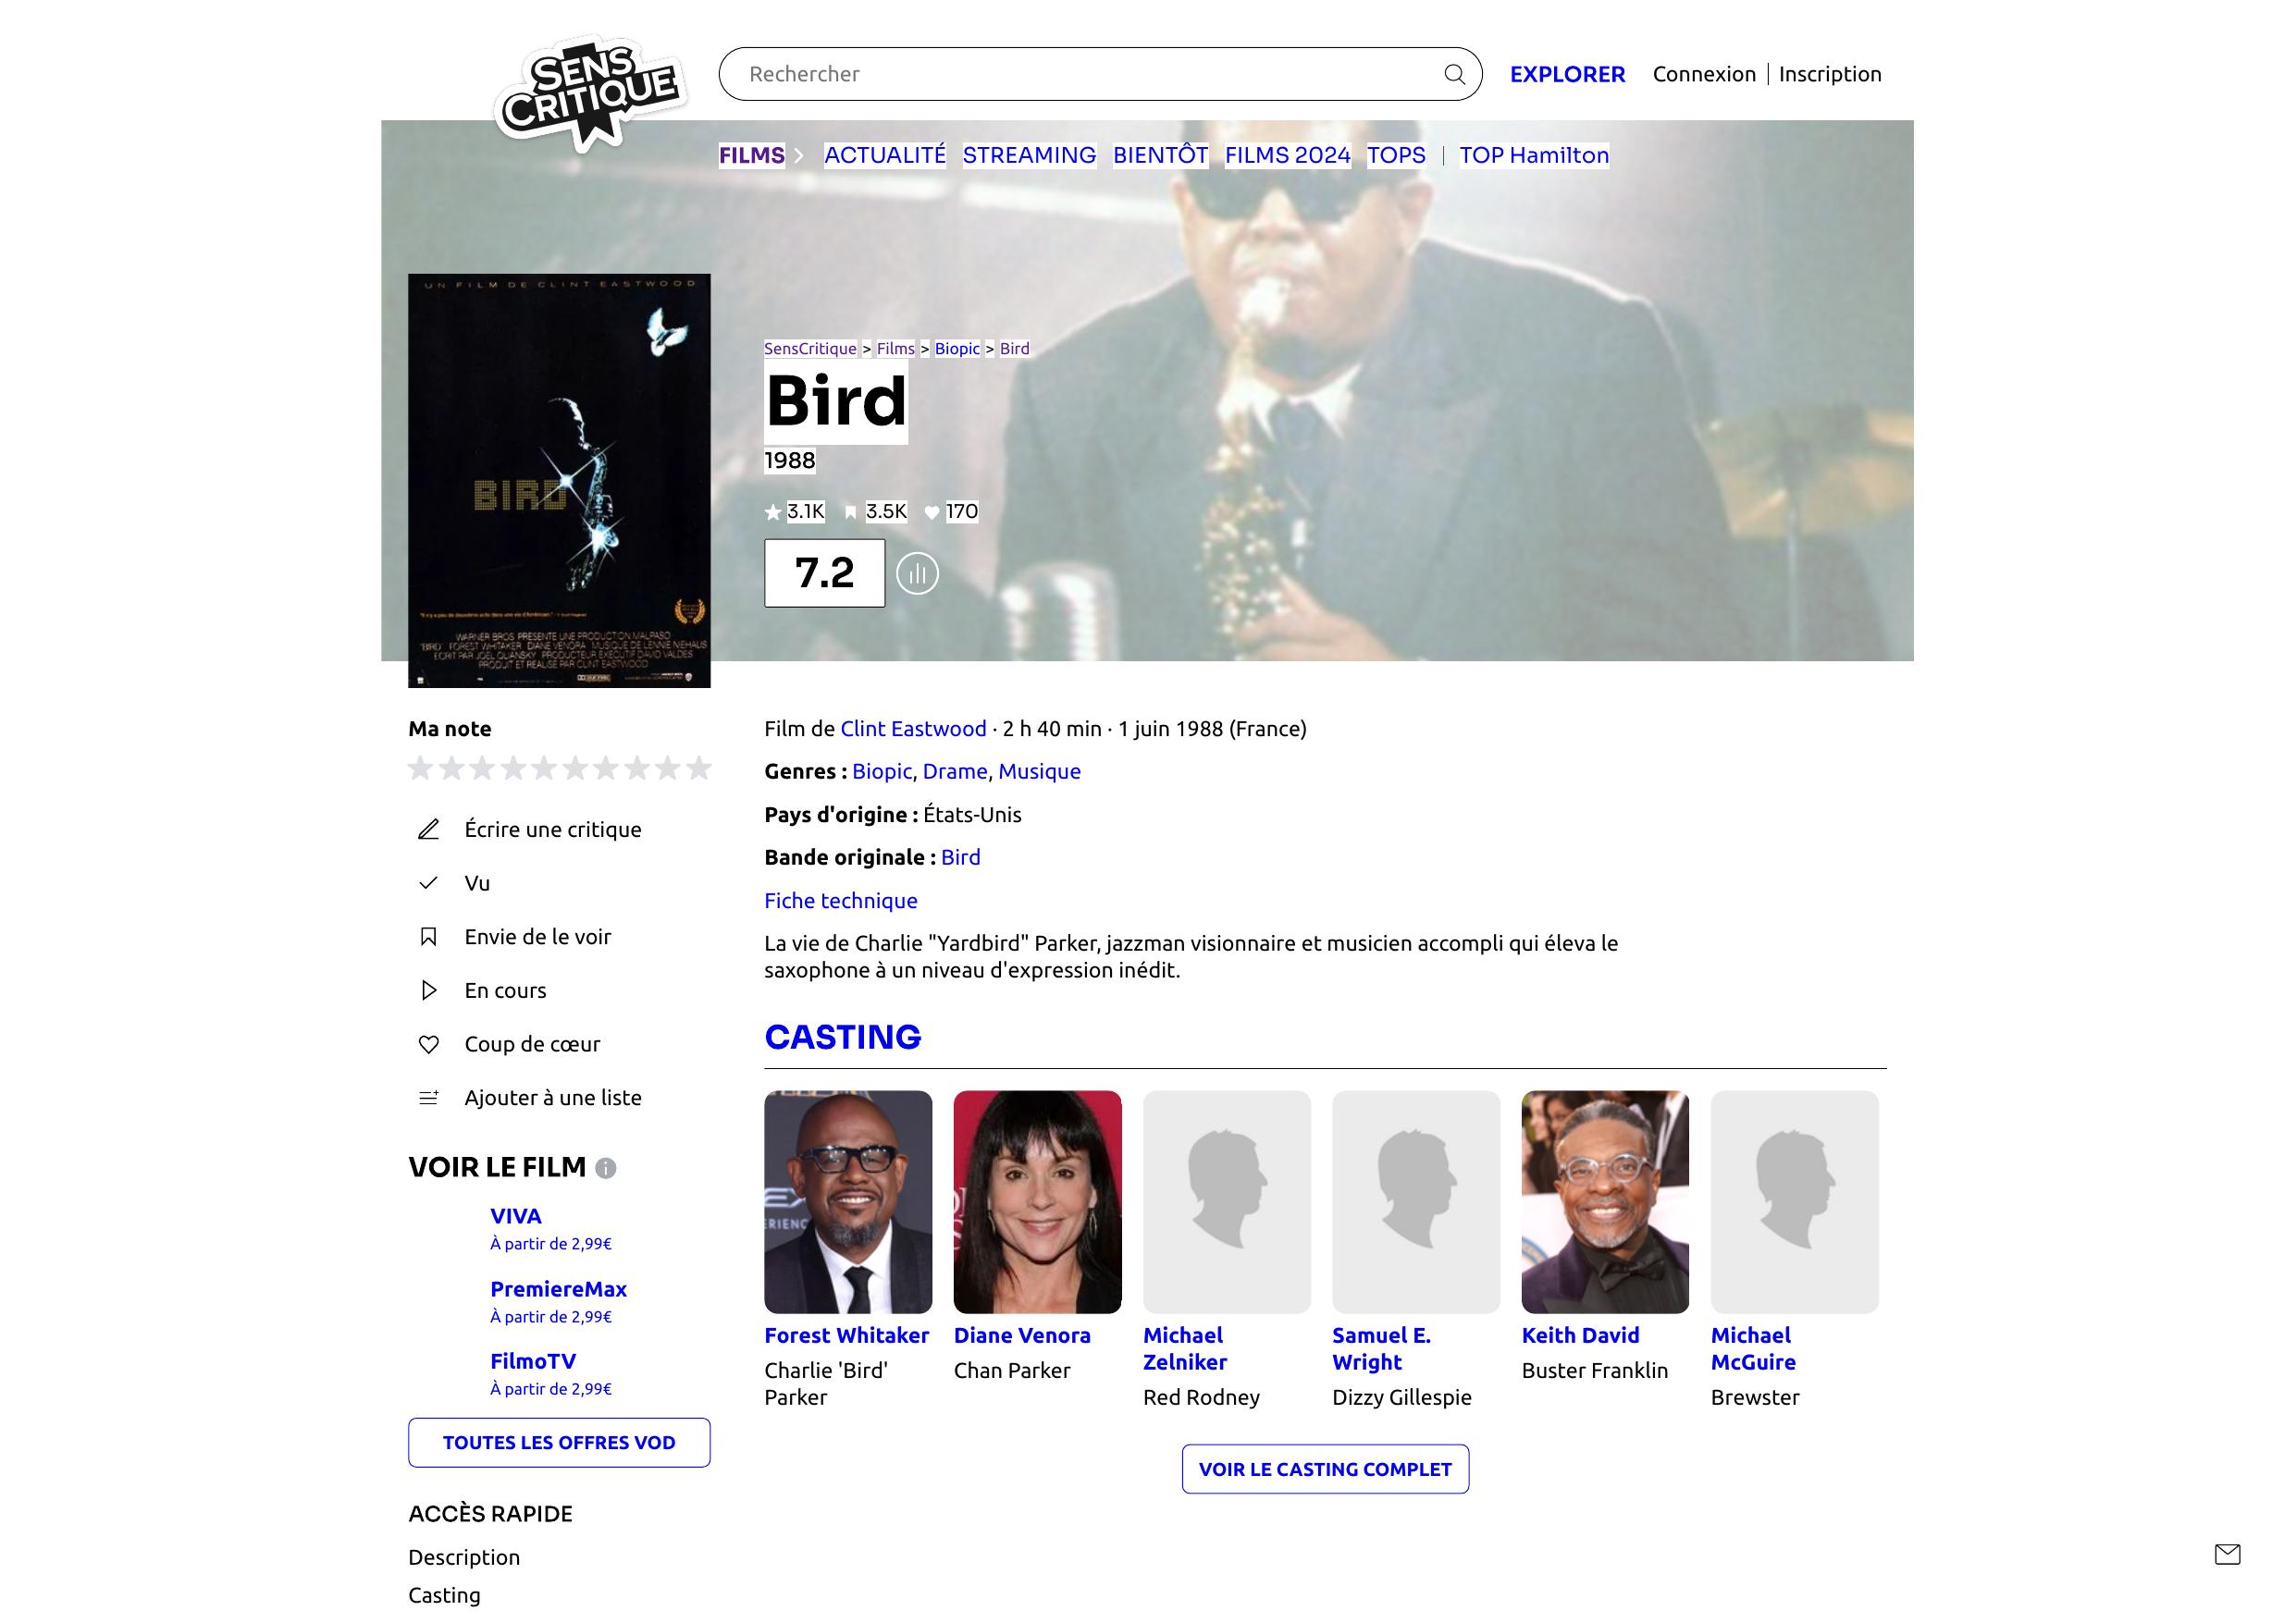 SENS
CRITIQUE
Rechercher
EXPLORER
Connexion
Inscription
FILMS
ACTUALITÉ
STREAMING
BIENTÔT
FILMS 2024
TOPS
TOP Hamilton
UN FILM DE CLINT EASTWOOD
BIRD
WARNER BROS PRESENTE UNE PRODUCTION MALPASO
"BIRD" FOREST WHITAKER DIANE VENORA MUSIQUE DE LENNIE NIEHAUS
ECRIT PAR JOEL OLIANSKY PRODUCTEUR EXECUTIF DAVID VALDES
PRODUIT ET REALISE PAR CLINT EASTWOOD
SensCritique > Films > Biopic > Bird
Bird
1988
3.1K 3.5K 170
7.2
Ma note
Écrire une critique
Vu
Envie de le voir
En cours
Coup de cœur
Ajouter à une liste
VOIR LE FILM
VIVA
À partir de 2,99€
PremiereMax
À partir de 2,99€
FilmoTV
À partir de 2,99€
TOUTES LES OFFRES VOD
ACCÈS RAPIDE
Description
Casting
Film de Clint Eastwood · 2 h 40 min · 1 juin 1988 (France)
Genres : Biopic, Drame, Musique
Pays d'origine : États-Unis
Bande originale : Bird
Fiche technique
La vie de Charlie "Yardbird" Parker, jazzman visionnaire et musicien accompli qui éleva le
saxophone à un niveau d'expression inédit.
CASTING
Forest Whitaker
Charlie 'Bird'
Parker
Diane Venora
Chan Parker
Michael
Zelniker
Red Rodney
Samuel E.
Wright
Dizzy Gillespie
Keith David
Buster Franklin
Michael
McGuire
Brewster
VOIR LE CASTING COMPLET